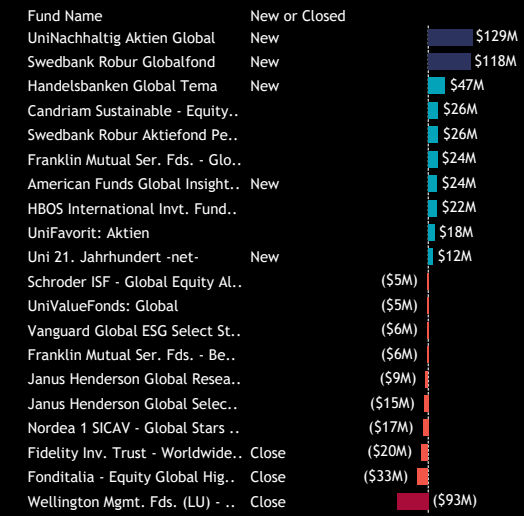 Fund Name New or Closed
UniNachhaltig Aktien Global New $129M
Swedbank Robur Globalfond New $118M
Handelsbanken Global Tema New $47M
Candriam Sustainable - Equity.. $26M
Swedbank Robur Aktiefond Pe.. $26M
Franklin Mutual Ser. Fds. - Glo.. $24M
American Funds Global Insight.. New $24M
HBOS International Invt. Fund.. $22M
UniFavorit: Aktien $18M
Uni 21. Jahrhundert -net- New $12M
Schroder ISF - Global Equity Al.. ($5M)
UniValueFonds: Global ($5M)
Vanguard Global ESG Select St.. ($6M)
Franklin Mutual Ser. Fds. - Be.. ($6M)
Janus Henderson Global Resea.. ($9M)
Janus Henderson Global Selec.. ($15M)
Nordea 1 SICAV - Global Stars .. ($17M)
Fidelity Inv. Trust - Worldwide.. Close ($20M)
Fonditalia - Equity Global Hig.. Close ($33M)
Wellington Mgmt. Fds. (LU) - .. Close ($93M)